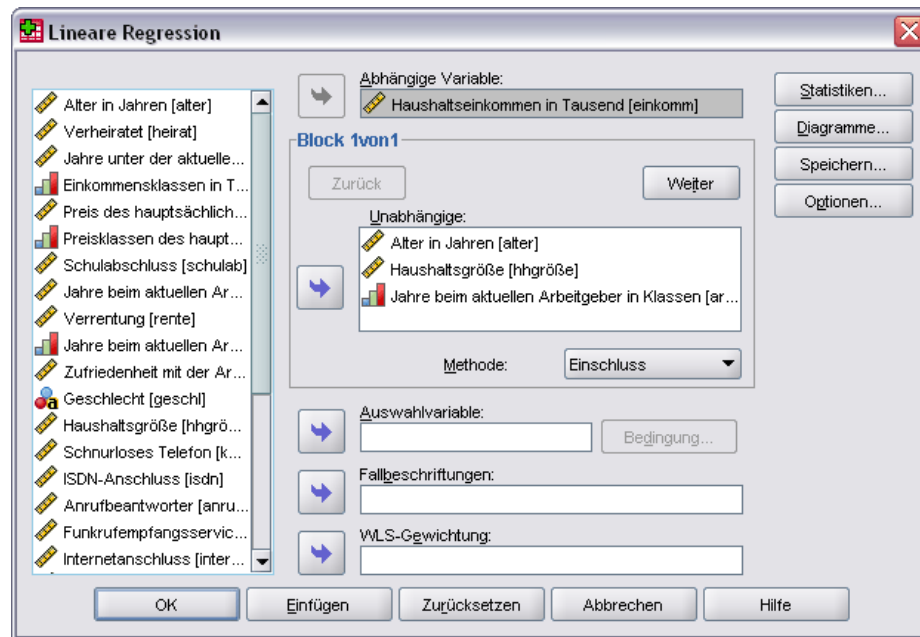 Lineare Regression
Alter in Jahren [alter]
Verheiratet [heirat]
Jahre unter der aktuelle...
Einkommensklassen in T...
Preis des hauptsächlich...
Preisklassen des haupt...
Schulabschluss [schulab]
Jahre beim aktuellen Ar...
Verrentung [rente]
Jahre beim aktuellen Ar...
Zufriedenheit mit der Ar...
Geschlecht [geschl]
Haushaltsgröße [hhgrö...
Schnurloses Telefon [k...
ISDN-Anschluss [isdn]
Anrufbeantworter [anru...
Funkrufempfangsservic...
Internetanschluss [inter...
Abhängige Variable:
Haushaltseinkommen in Tausend [einkomm]
Block 1von1
Zurück
Weiter
Unabhängige:
Alter in Jahren [alter]
Haushaltsgröße [hhgröße]
Jahre beim aktuellen Arbeitgeber in Klassen [ar...
Methode:
Einschluss
Auswahlvariable:
Bedingung...
Fallbeschriftungen:
WLS-Gewichtung:
Statistiken...
Diagramme...
Speichern...
Optionen...
OK
Einfügen
Zurücksetzen
Abbrechen
Hilfe